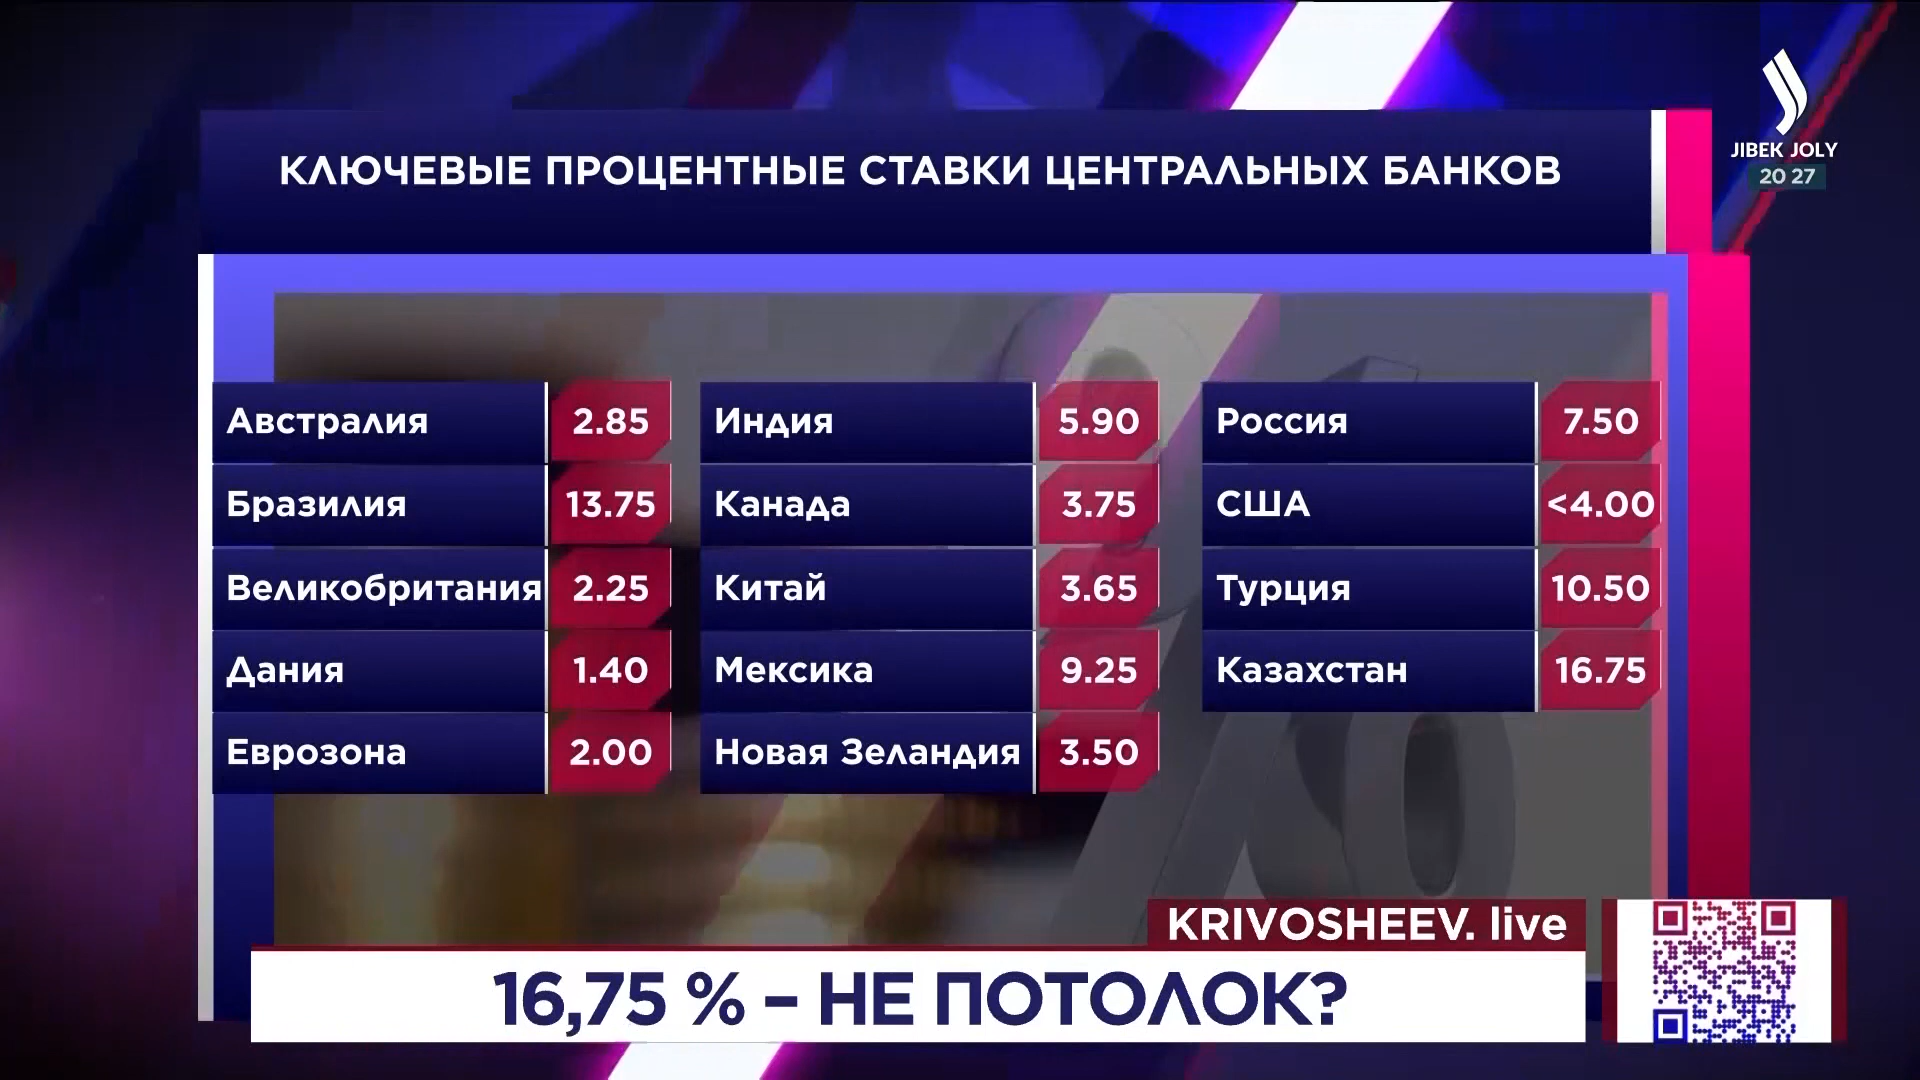 КЛЮЧЕВЫЕ ПРОЦЕНТНЫЕ СТАВКИ ЦЕНТРАЛЬНЫХ БАНКОВ
JIBEK JOLY
20 27
Австралия 2.85
Бразилия 13.75
Великобритания 2.25
Дания 1.40
Еврозона 2.00
Индия 5.90
Канада 3.75
Китай 3.65
Мексика 9.25
Новая Зеландия 3.50
Россия 7.50
США <4.00
Турция 10.50
Казахстан 16.75
KRIVOSHEEV. live
16,75 % – НЕ ПОТОЛОК?